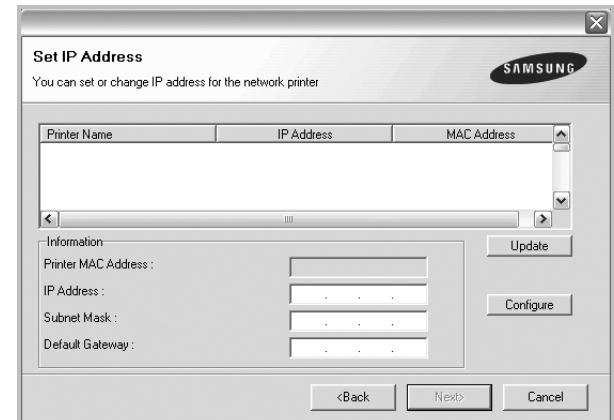 Set IP Address
You can set or change IP address for the network printer
SAMSUNG
Printer Name IP Address MAC Address
Information
Printer MAC Address :
IP Address :
Subnet Mask :
Default Gateway :
Update
Configure
<Back Next> Cancel